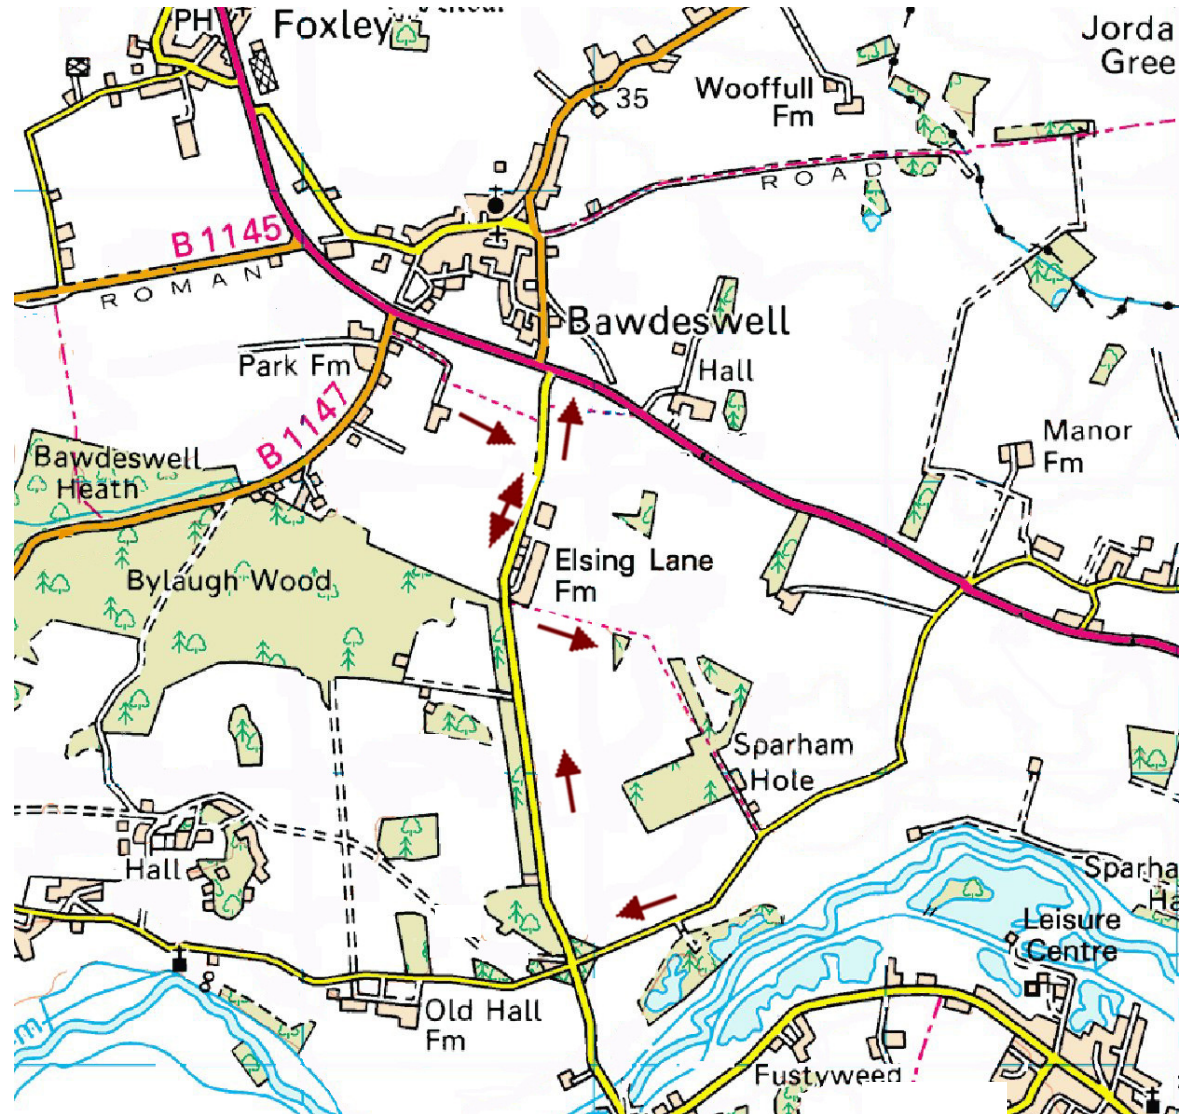 PH
Foxley
Jorda
Gree
35
Wooffull
Fm
ROAD
B 1145
ROMAN
Bawdeswell
Park Fm
Hall
B 1147
Manor
Fm
Bawdeswell
Heath
Elsing Lane
Fm
Bylaugh Wood
Sparham
Hole
Hall
Sparha
Ha
Leisure
Centre
Old Hall
Fm
Fustyweed